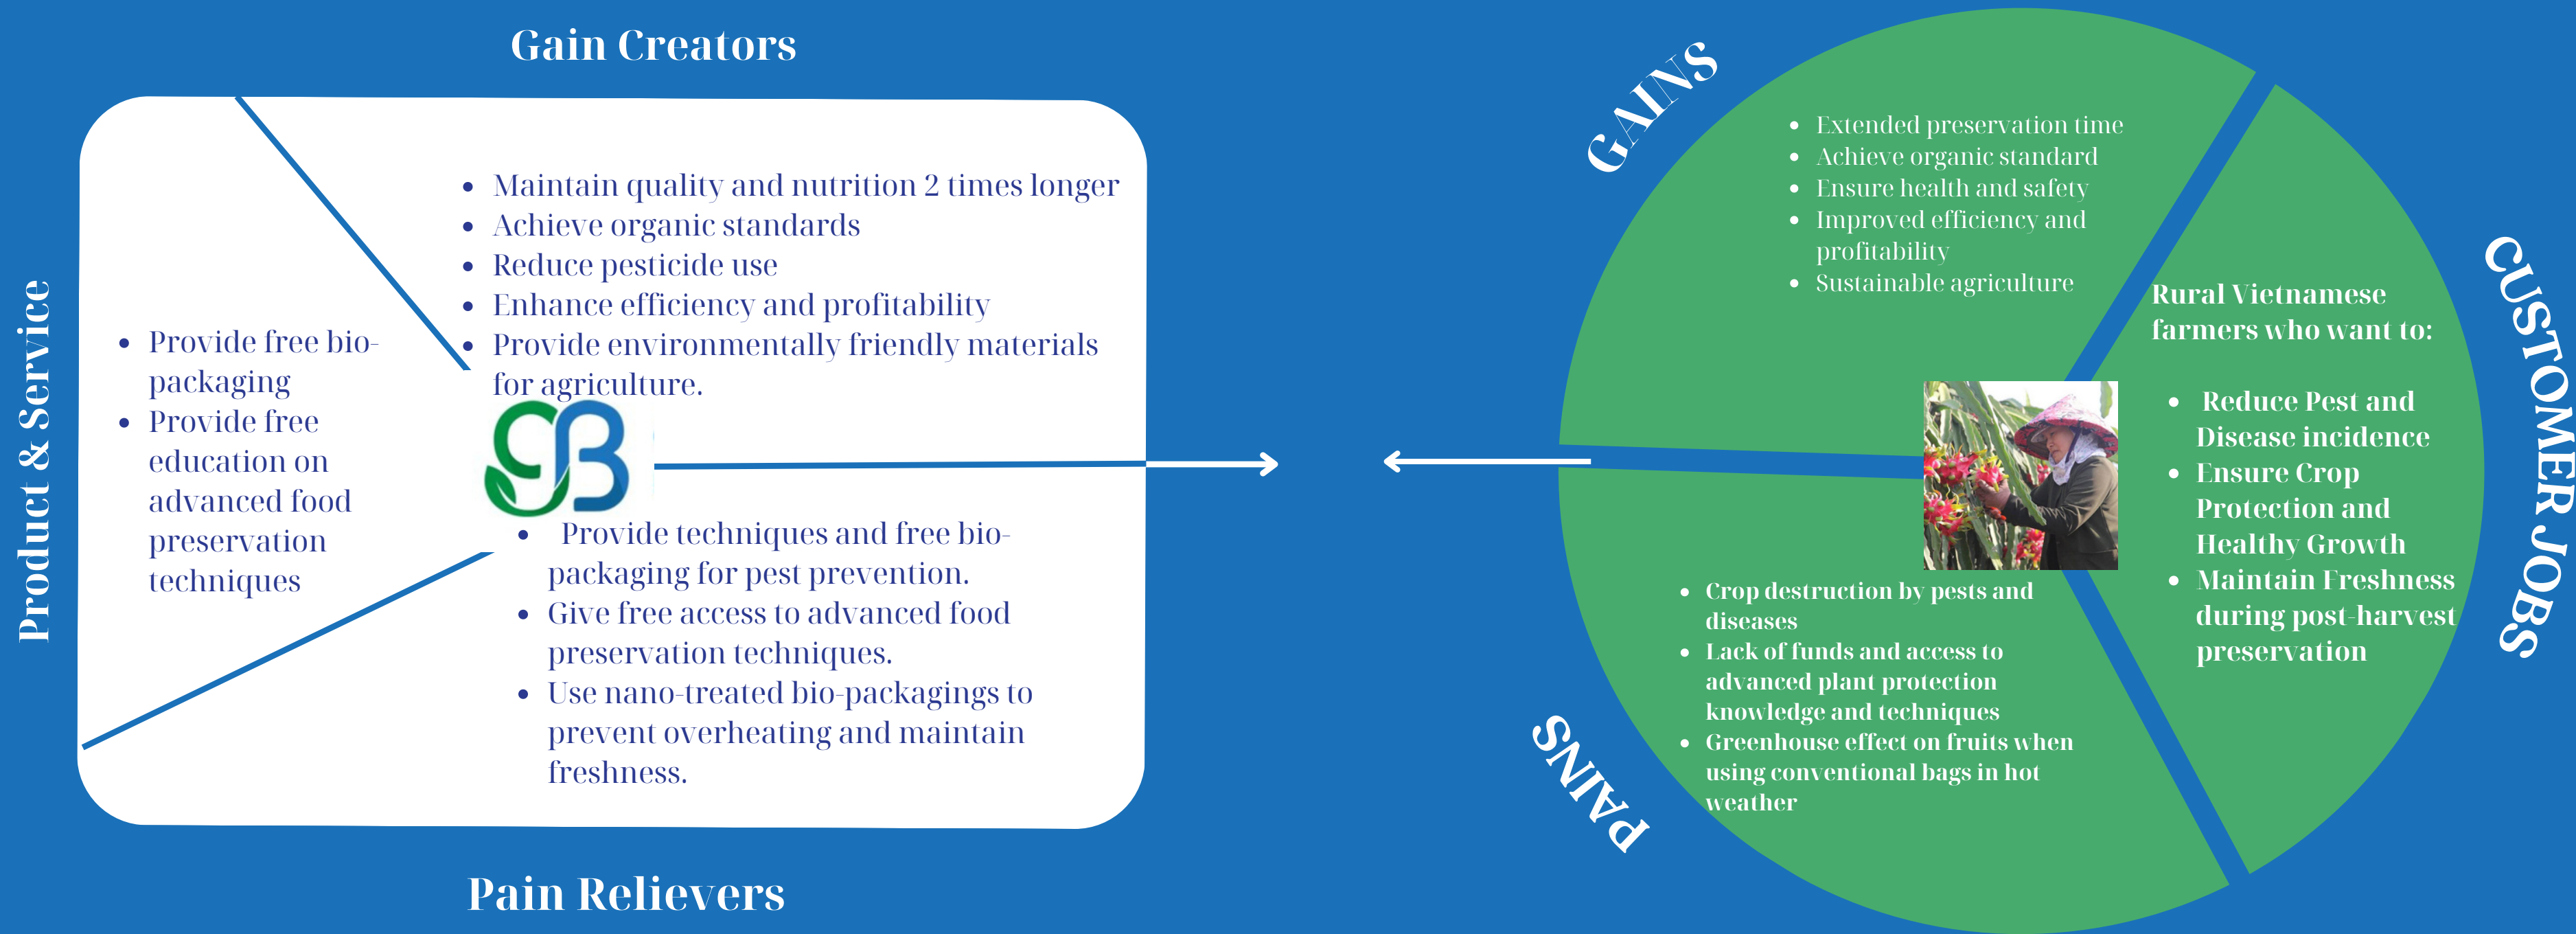 Gain Creators
Product & Service
• Provide free bio-
packaging
• Provide free
education on
advanced food
preservation
techniques
• Maintain quality and nutrition 2 times longer
• Achieve organic standards
• Reduce pesticide use
• Enhance efficiency and profitability
• Provide environmentally friendly materials
for agriculture.
GB
• Provide techniques and free bio-
packaging for pest prevention.
• Give free access to advanced food
preservation techniques.
• Use nano-treated bio-packagings to
prevent overheating and maintain
freshness.
Pain Relievers
GAINS
• Extended preservation time
• Achieve organic standard
• Ensure health and safety
• Improved efficiency and
profitability
• Sustainable agriculture
PAINS
• Crop destruction by pests and
diseases
• Lack of funds and access to
advanced plant protection
knowledge and techniques
• Greenhouse effect on fruits when
using conventional bags in hot
weather
CUSTOMER JOBS
Rural Vietnamese
farmers who want to:
• Reduce Pest and
Disease incidence
• Ensure Crop
Protection and
Healthy Growth
• Maintain Freshness
during post-harvest
preservation